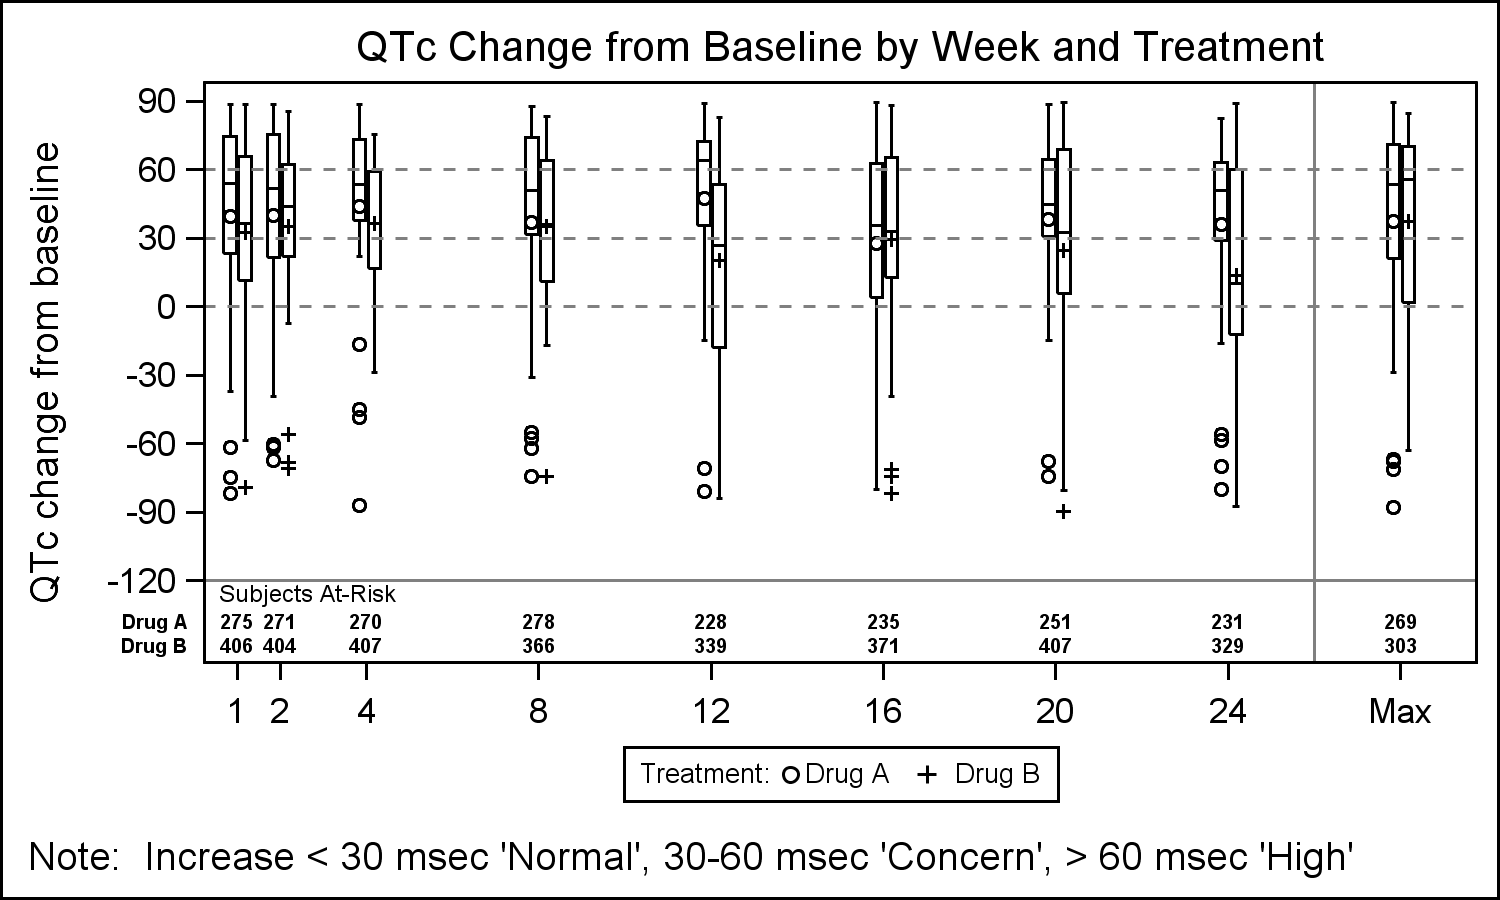 QTc Change from Baseline by Week and Treatment
QTc change from baseline
90
60
30
0
-30
-60
-90
-120
Subjects At-Risk
Drug A 275 271 270 278 228 235 251 231 269
Drug B 406 404 407 366 339 371 407 329 303
1 2 4 8 12 16 20 24 Max
Treatment: Drug A Drug B
Note: Increase < 30 msec 'Normal', 30-60 msec 'Concern', > 60 msec 'High'